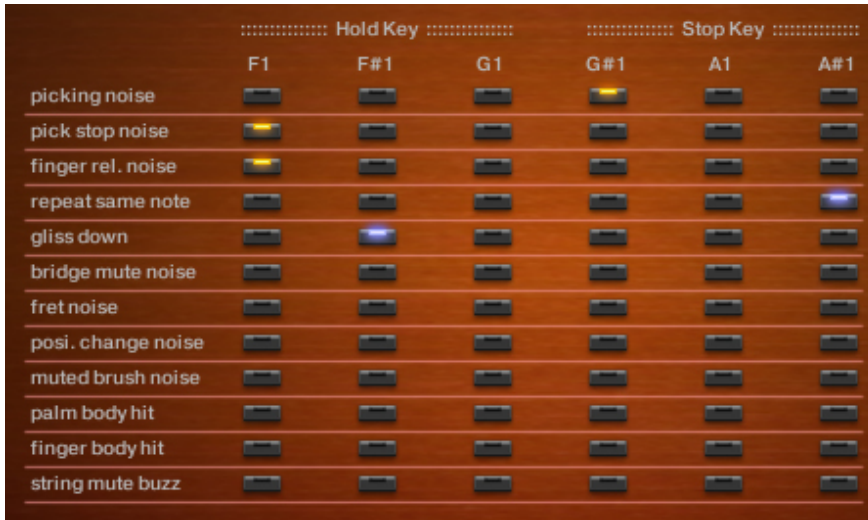 Hold Key Stop Key
F1 F#1 G1 G#1 A1 A#1
picking noise
pick stop noise
finger rel. noise
repeat same note
gliss down
bridge mute noise
fret noise
posi. change noise
muted brush noise
palm body hit
finger body hit
string mute buzz